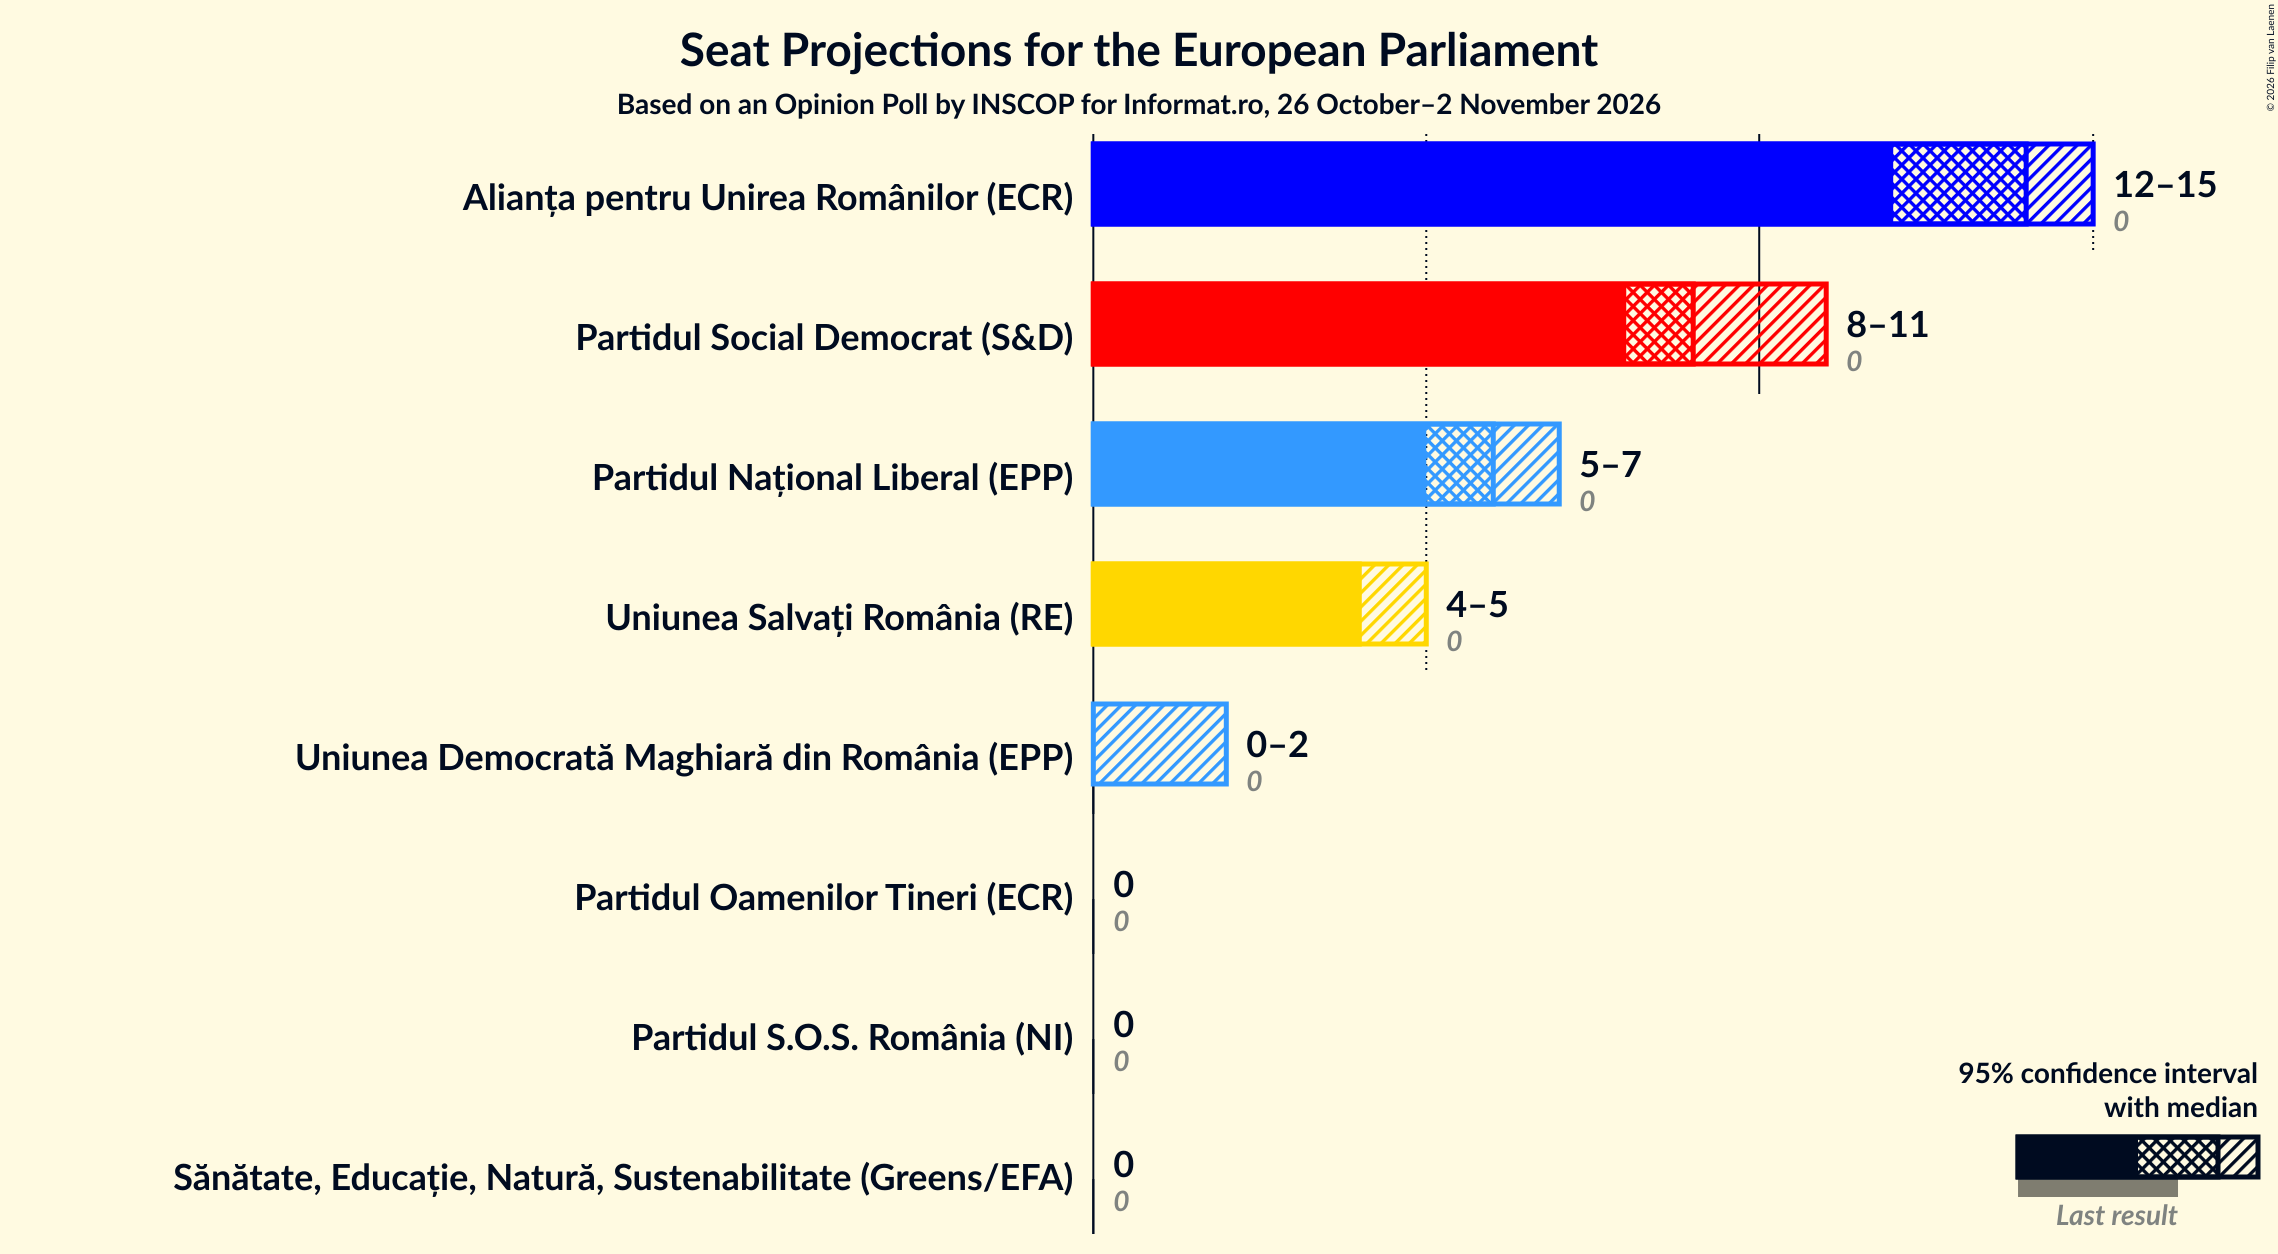 Seat Projections for the European Parliament
Based on an Opinion Poll by INSCOP for Informat.ro, 26 October–2 November 2026
© 2026 Filip van Laenen
Alianța pentru Unirea Românilor (ECR)
12–15
0
Partidul Social Democrat (S&D)
8–11
0
Partidul Național Liberal (EPP)
5–7
0
Uniunea Salvați România (RE)
4–5
0
Uniunea Democrată Maghiară din România (EPP)
0–2
0
Partidul Oamenilor Tineri (ECR)
0
0
Partidul S.O.S. România (NI)
0
0
Sănătate, Educație, Natură, Sustenabilitate (Greens/EFA)
0
0
95% confidence interval
with median
Last result